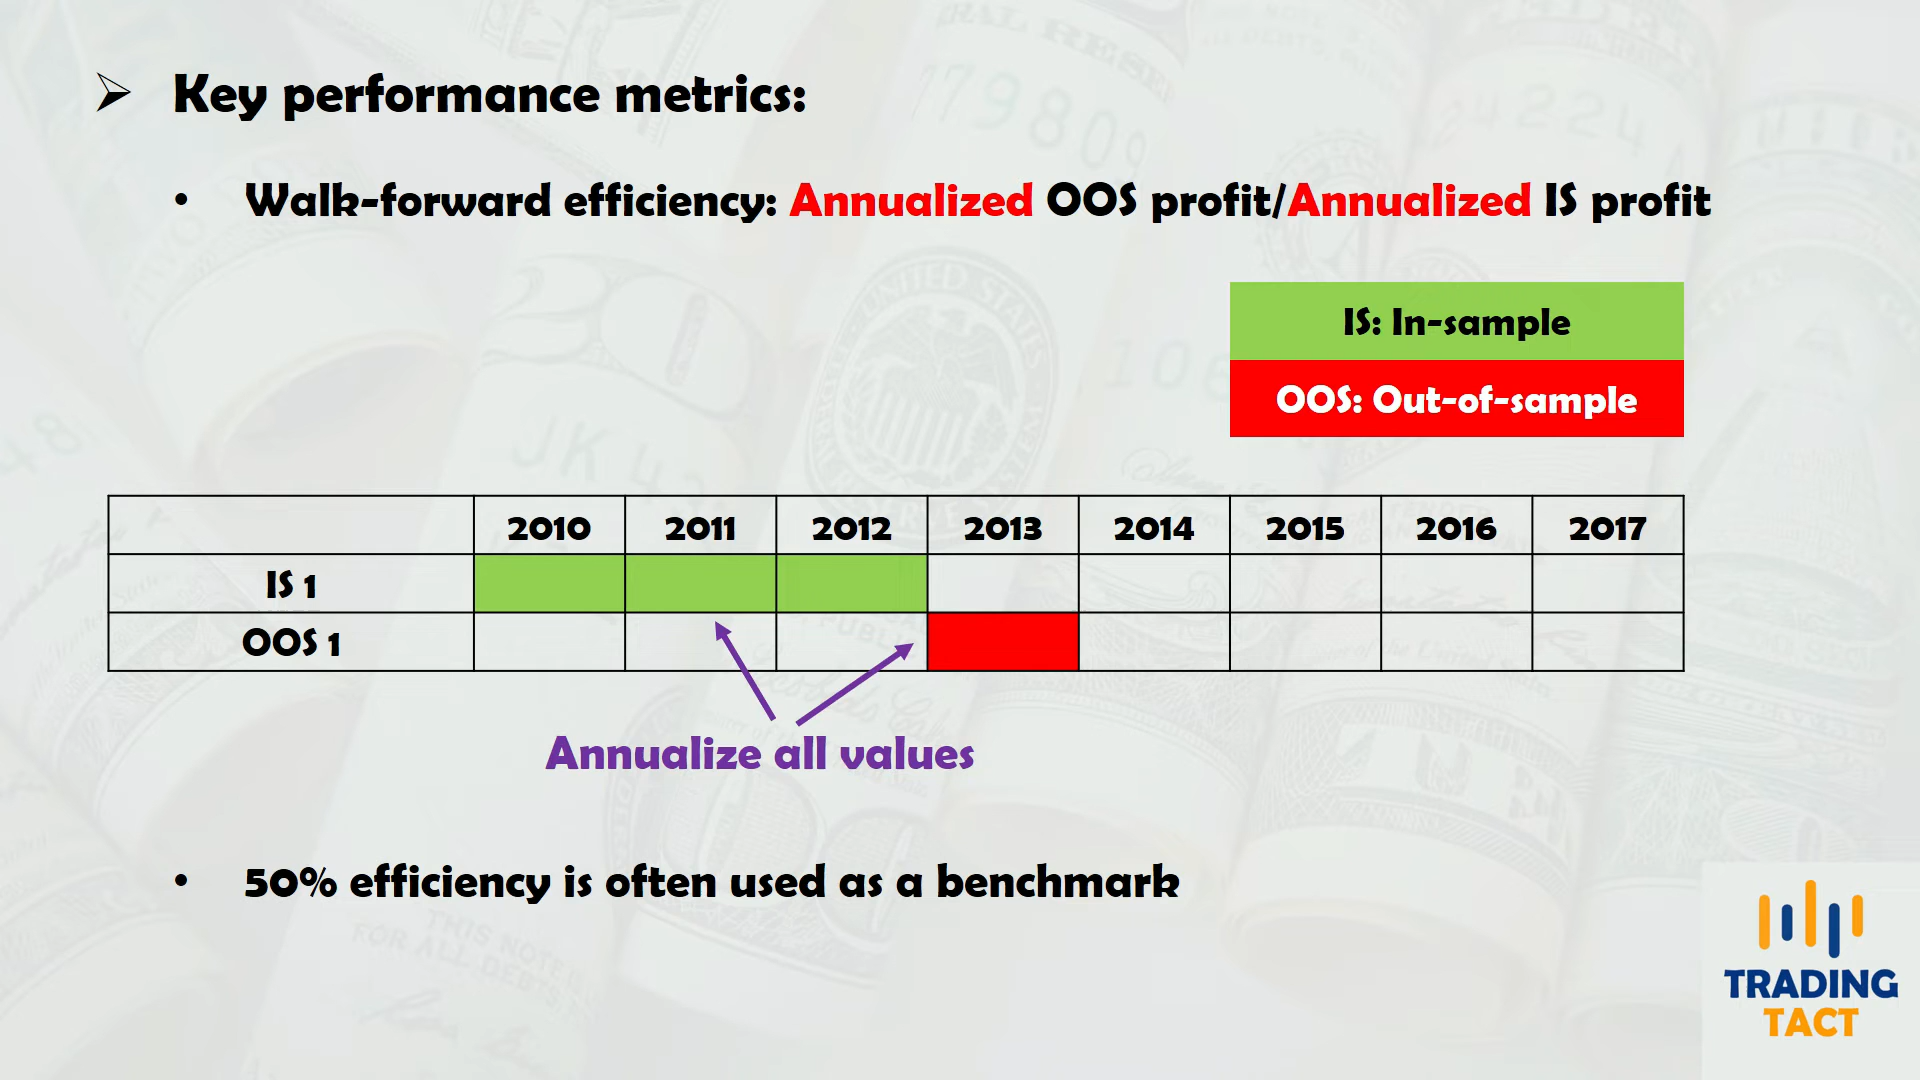 Key performance metrics:
Walk-forward efficiency: Annualized OOS profit/Annualized IS profit
IS: In-sample
OOS: Out-of-sample
2010 2011 2012 2013 2014 2015 2016 2017
IS 1
OOS 1
Annualize all values
50% efficiency is often used as a benchmark
TRADING
TACT